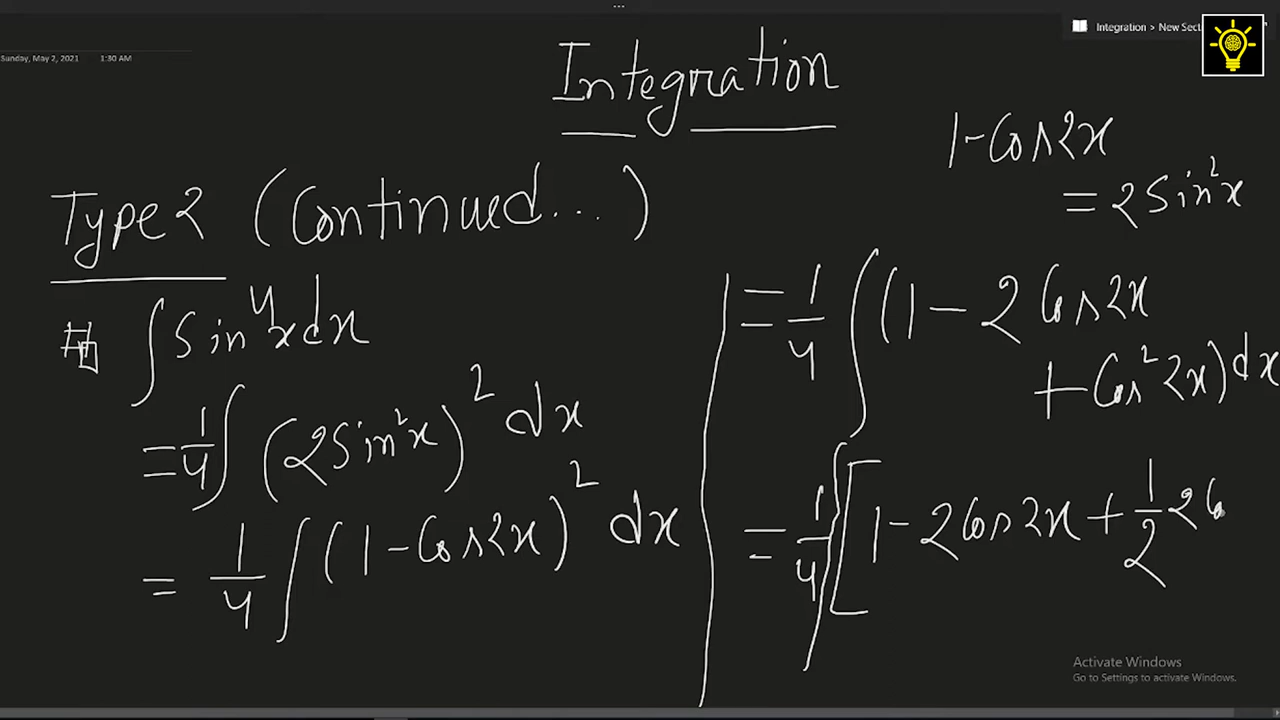 Integration > New Sect
Sunday, May 2, 2021 1:30 AM
Integration
Type 2 (Continued...)
∫ Sin⁴x dx
= 1/4 ∫ (2Sin²x)² dx
= 1/4 ∫ (1 - Cos2x)² dx
1 - Cos2x
= 2Sin²x
= 1/4 ∫ (1 - 2Cos2x
+ Cos²2x) dx
= 1/4 ∫ [1 - 2Cos2x + 1/2 2Co
Activate Windows
Go to Settings to activate Windows.